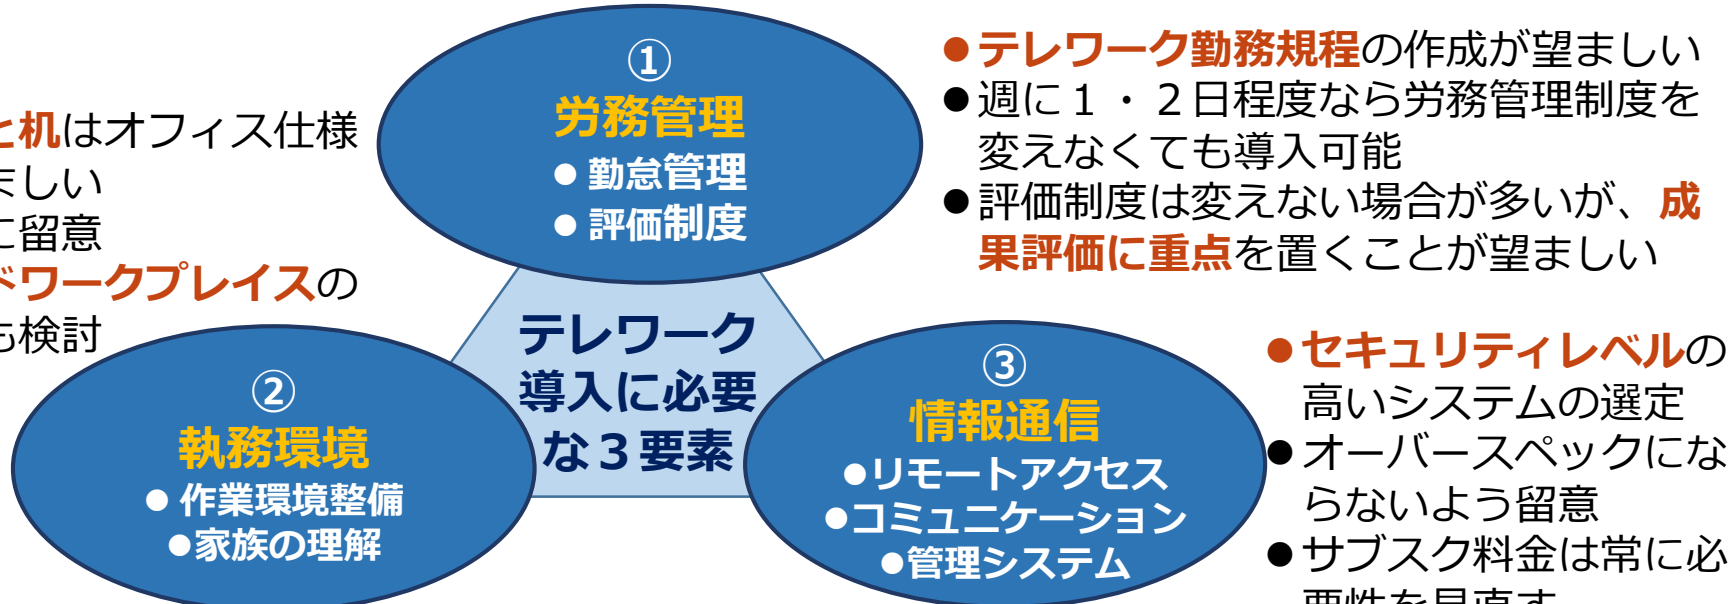 ①
労務管理
● 勤怠管理
● 評価制度
●テレワーク勤務規程の作成が望ましい
●週に１・２日程度なら労務管理制度を
変えなくても導入可能
●評価制度は変えない場合が多いが、成
果評価に重点を置くことが望ましい
と机はオフィス仕様
ましい
に留意
ドワークプレイスの
も検討
テレワーク
導入に必要
な３要素
②
執務環境
● 作業環境整備
●家族の理解
③
情報通信
●リモートアクセス
●コミュニケーション
●管理システム
●セキュリティレベルの
高いシステムの選定
●オーバースペックにな
らないよう留意
●サブスク料金は常に必
要性を見直す